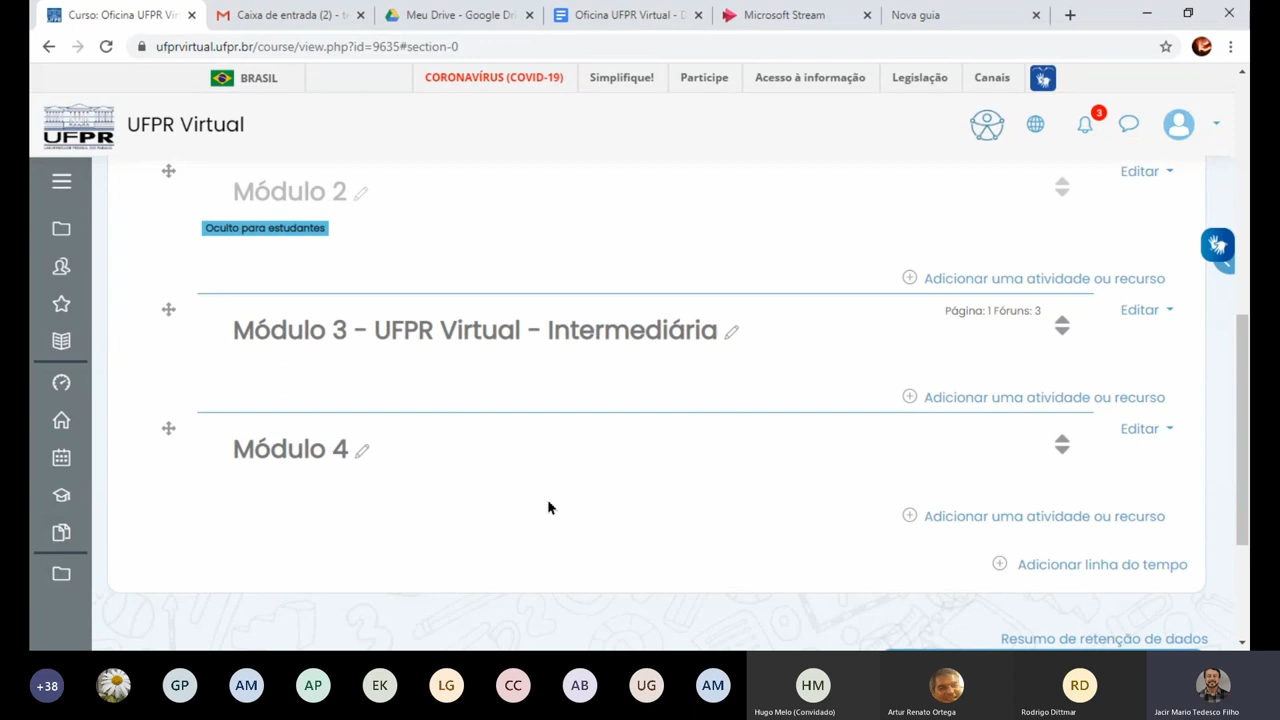 Curso: Oficina UFPR Vir
Caixa de entrada (2) - t
Meu Drive - Google Dri
Oficina UFPR Virtual - D
Microsoft Stream
Nova guia
ufprvirtual.ufpr.br/course/view.php?id=9635#section-0
BRASIL
CORONAVÍRUS (COVID-19)
Simplifique!
Participe
Acesso à informação
Legislação
Canais
UFPR
UFPR Virtual
3
Módulo 2
Editar
Oculto para estudantes
Adicionar uma atividade ou recurso
Módulo 3 - UFPR Virtual - Intermediária
Página: 1 Fóruns: 3
Editar
Adicionar uma atividade ou recurso
Módulo 4
Editar
Adicionar uma atividade ou recurso
Adicionar linha do tempo
Resumo de retenção de dados
+38
GP
AM
AP
EK
LG
CC
AB
UG
AM
HM
RD
Hugo Melo (Convidado)
Artur Renato Ortega
Rodrigo Dittmar
Jacir Mario Tedesco Filho